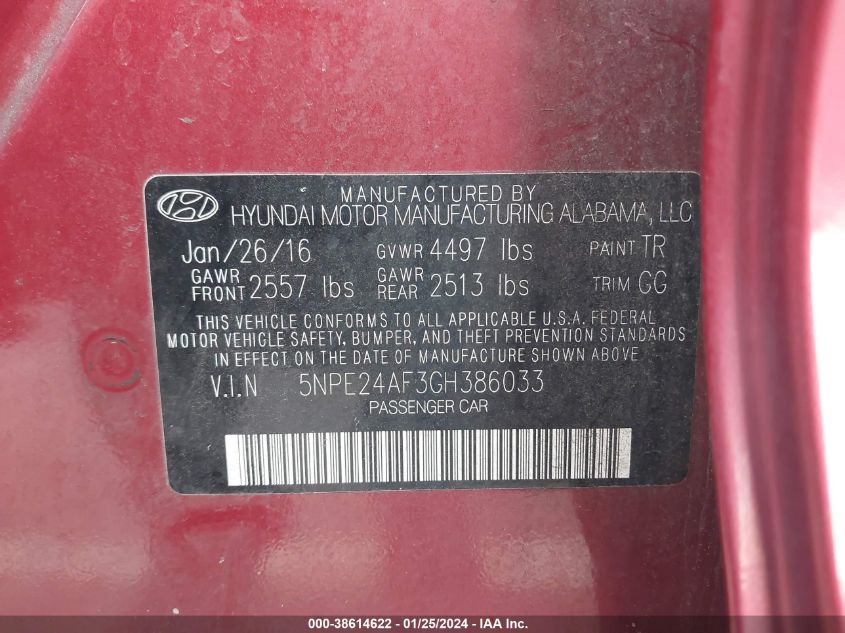 MANUFACTURED BY
HYUNDAI MOTOR MANUFACTURING ALABAMA, LLC
Jan/26/16 GVWR 4497 lbs PAINT TR
GAWR FRONT 2557 lbs GAWR REAR 2513 lbs TRIM GG
THIS VEHICLE CONFORMS TO ALL APPLICABLE U.S.A. FEDERAL
MOTOR VEHICLE SAFETY, BUMPER, AND THEFT PREVENTION STANDARDS
IN EFFECT ON THE DATE OF MANUFACTURE SHOWN ABOVE.
V.I.N 5NPE24AF3GH386033
PASSENGER CAR
000-38614622 - 01/25/2024 - IAA Inc.